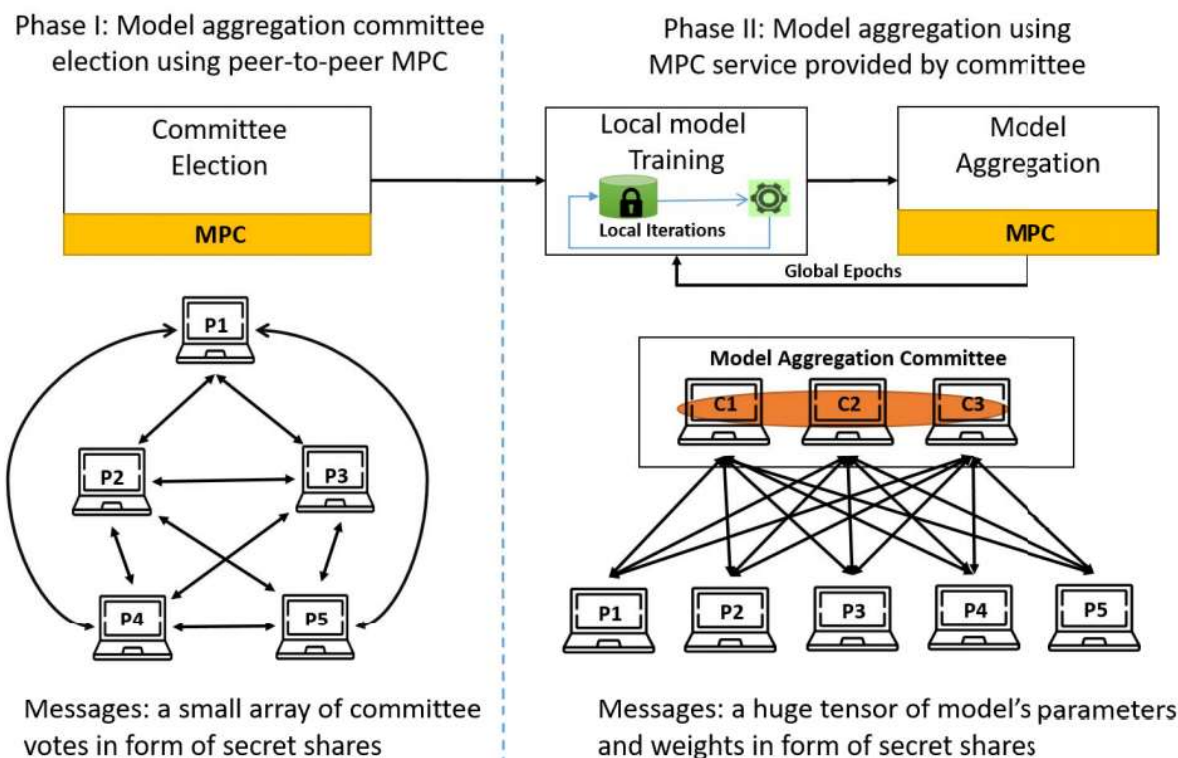 Phase I: Model aggregation committee
election using peer-to-peer MPC
Committee
Election
MPC
P1
P2
P3
P4
P5
Messages: a small array of committee
votes in form of secret shares
Phase II: Model aggregation using
MPC service provided by committee
Local model
Training
Local Iterations
Model
Aggregation
MPC
Global Epochs
Model Aggregation Committee
C1
C2
C3
P1
P2
P3
P4
P5
Messages: a huge tensor of model's parameters
and weights in form of secret shares